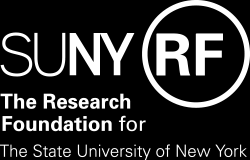 SUNY RF
The Research
Foundation for
The State University of New York